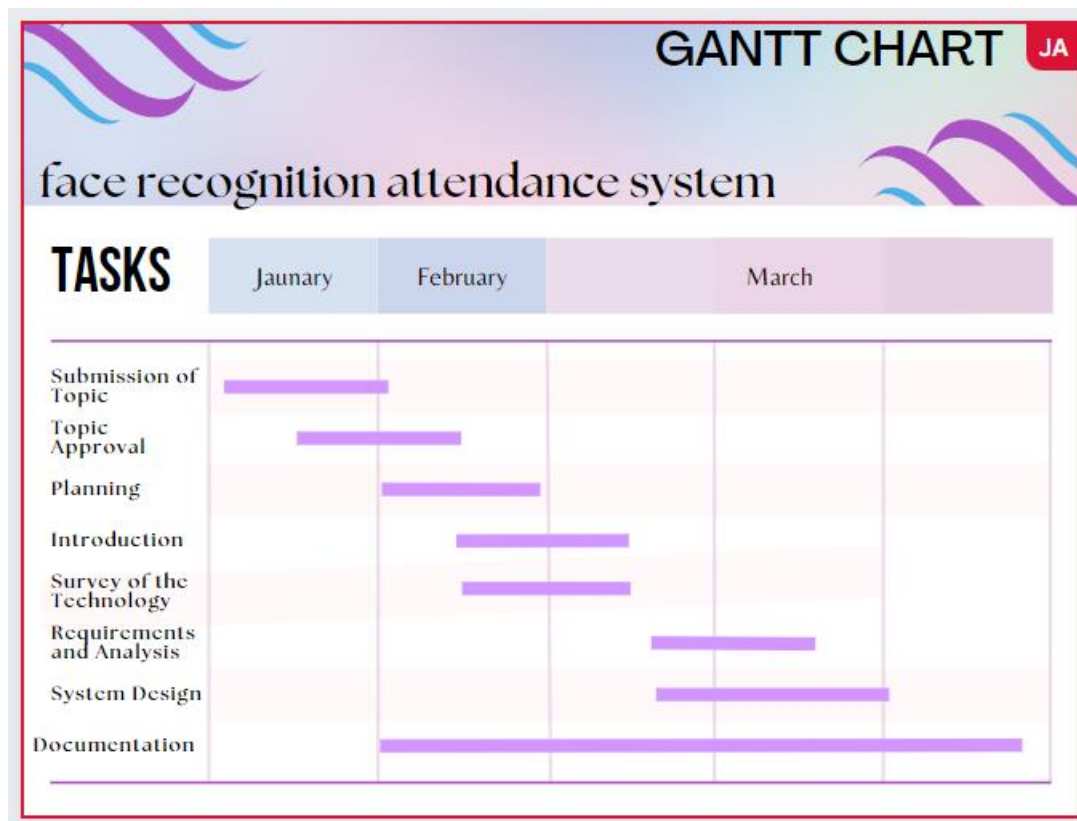 GANTT CHART
JA
face recognition attendance system
TASKS
Jaunary
February
March
Submission of
Topic
Topic
Approval
Planning
Introduction
Survey of the
Technology
Requirements
and Analysis
System Design
Documentation